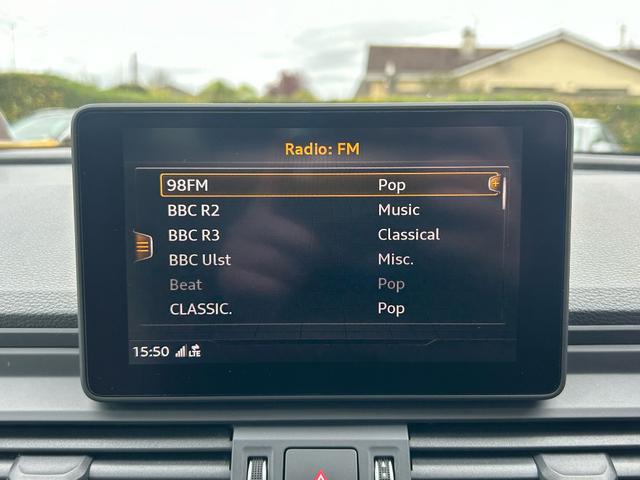 Radio: FM
98FM Pop
BBC R2 Music
BBC R3 Classical
BBC Ulst Misc.
Beat Pop
CLASSIC. Pop
15:50 LTE